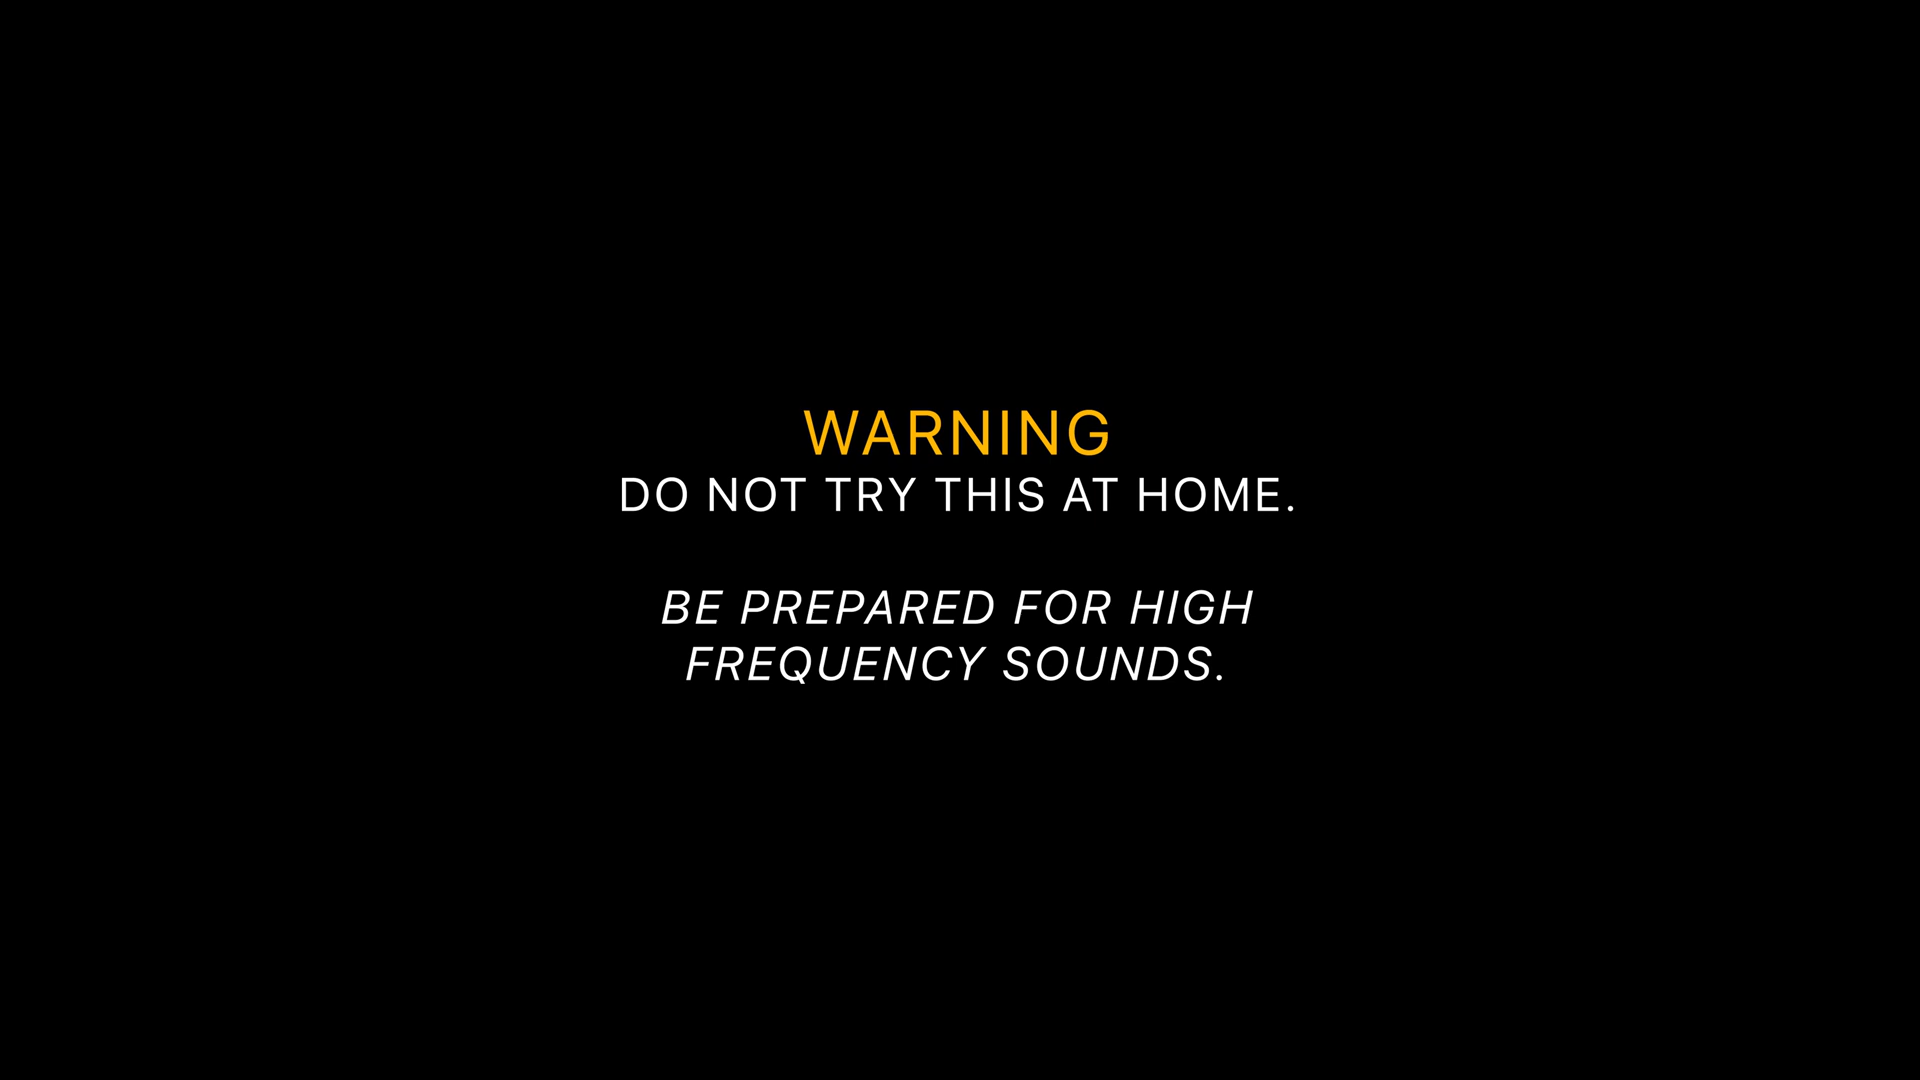 WARNING
DO NOT TRY THIS AT HOME.
BE PREPARED FOR HIGH
FREQUENCY SOUNDS.